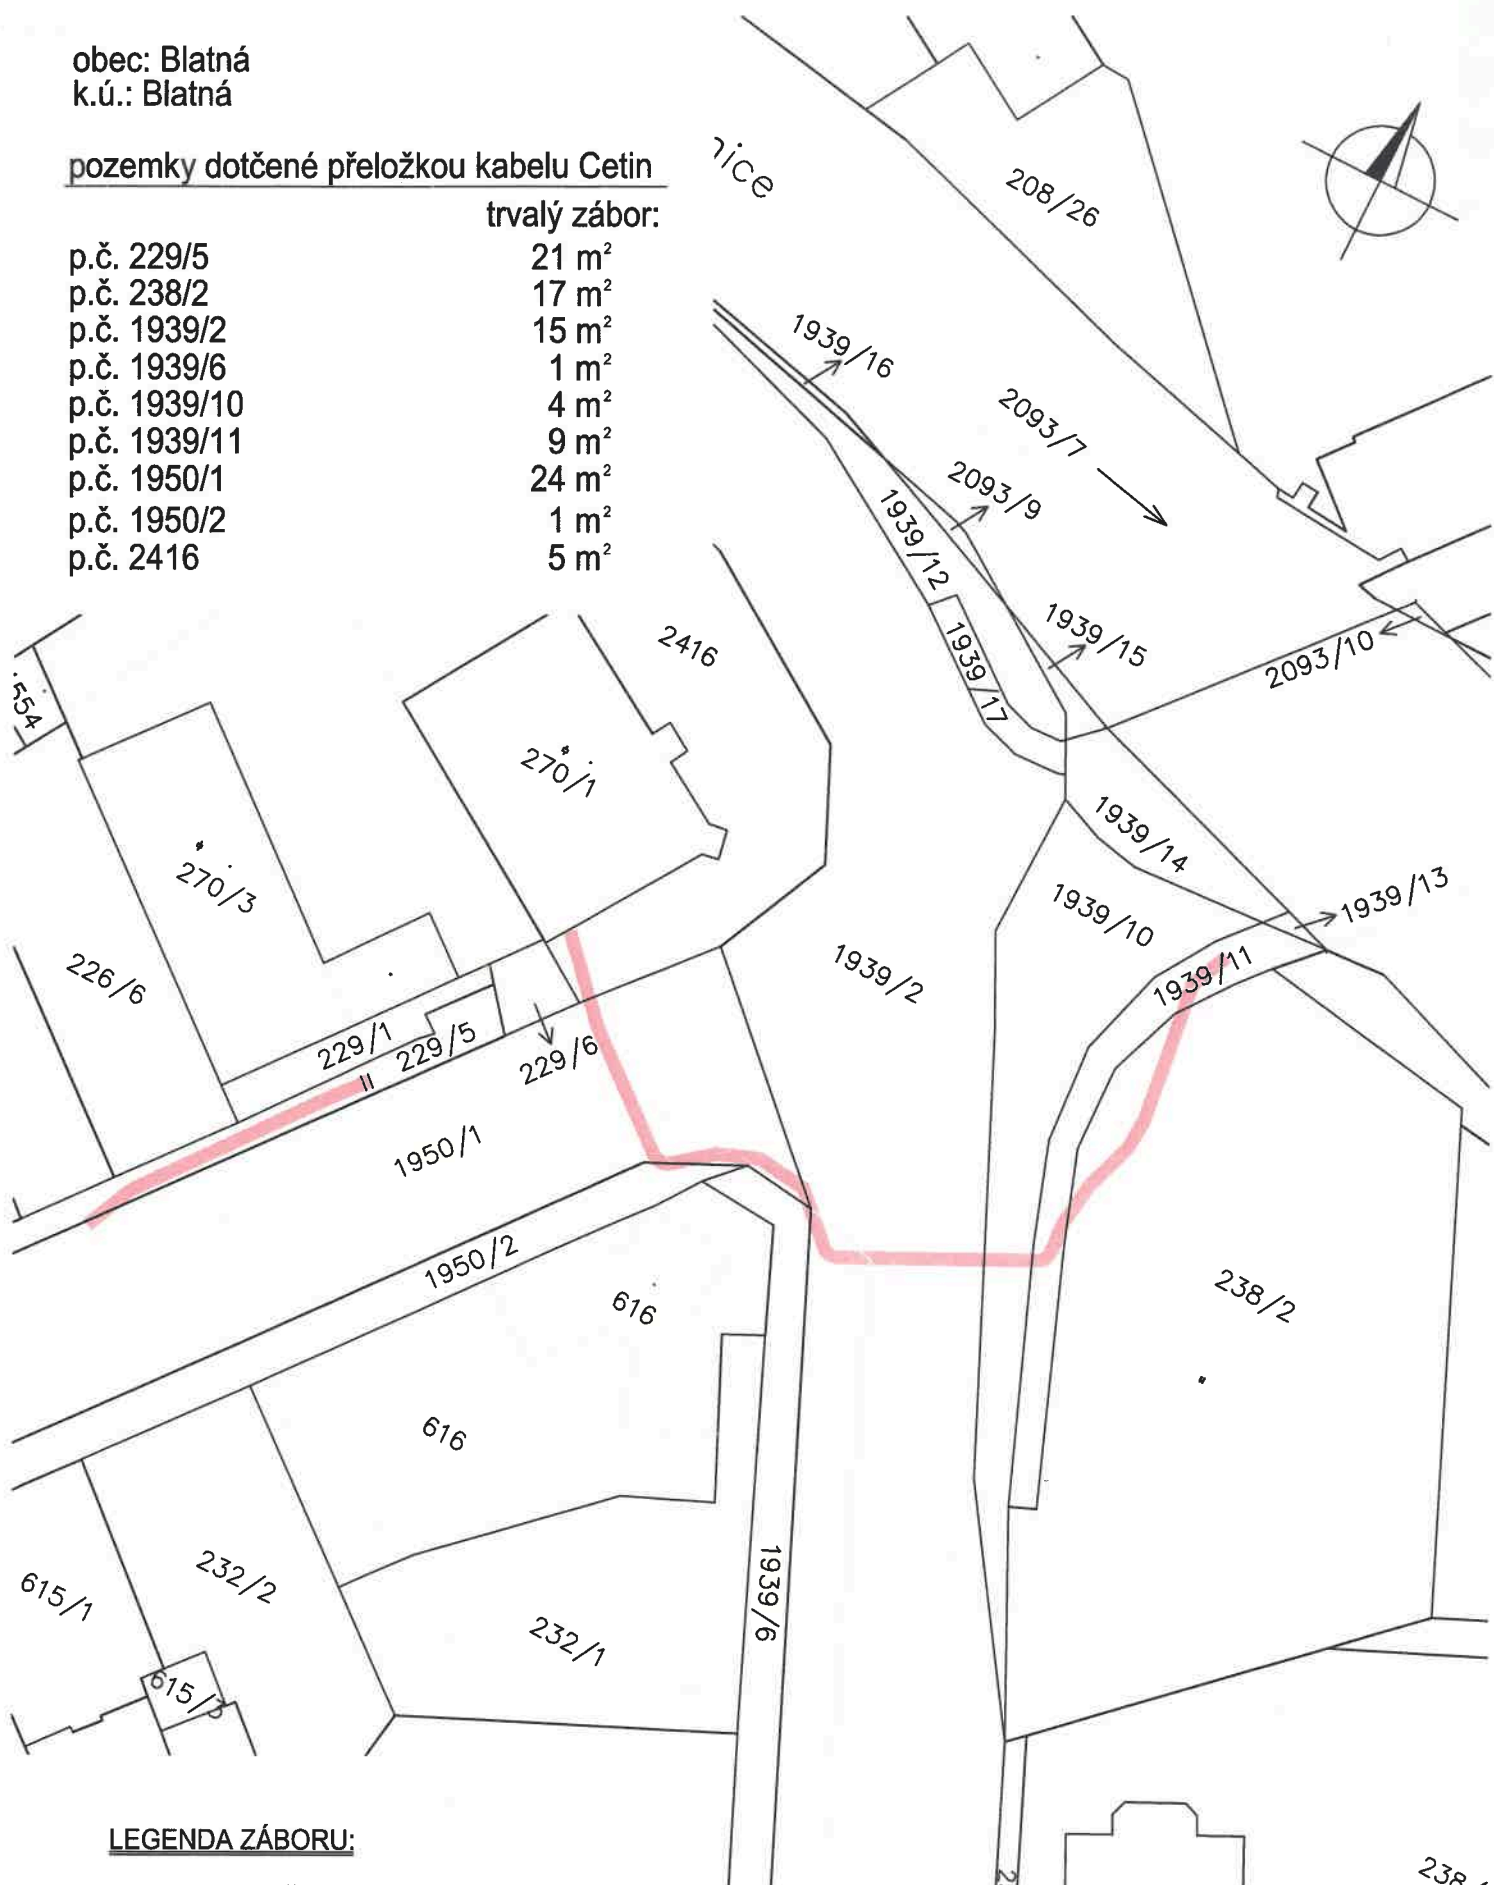 obec: Blatná
k.ú.: Blatná
pozemky dotčené přeložkou kabelu Cetin
trvalý zábor:
p.č. 229/5 21 m²
p.č. 238/2 17 m²
p.č. 1939/2 15 m²
p.č. 1939/6 1 m²
p.č. 1939/10 4 m²
p.č. 1939/11 9 m²
p.č. 1950/1 24 m²
p.č. 1950/2 1 m²
p.č. 2416 5 m²
nice
208/26
1939/16
2093/7
2093/9
1939/12
1939/15
1939/17
2093/10
2416
554
270/1
1939/14
270/3
1939/13
1939/10
226/6
1939/2
1939/11
229/1
229/5
229/6
1950/1
1950/2
616
238/2
616
232/2
615/1
1939/6
232/1
615/
LEGENDA ZÁBORU:
238/